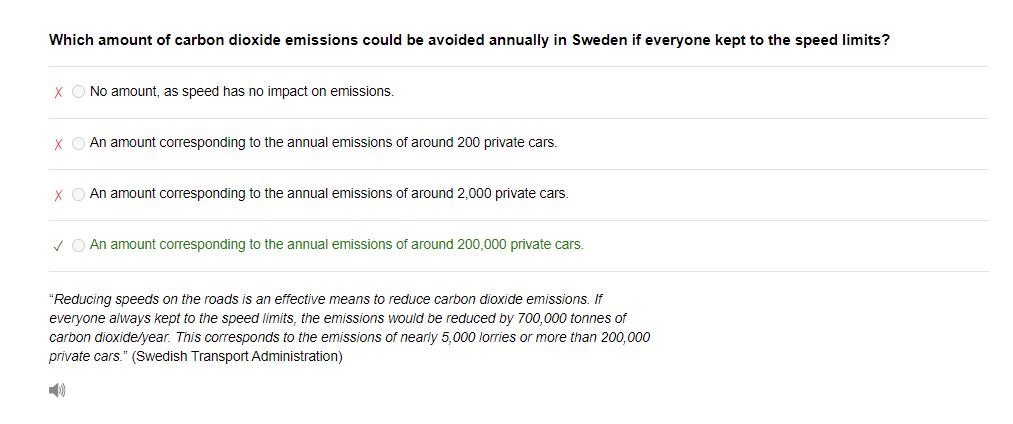 Which amount of carbon dioxide emissions could be avoided annually in Sweden if everyone kept to the speed limits?
No amount, as speed has no impact on emissions.
An amount corresponding to the annual emissions of around 200 private cars.
An amount corresponding to the annual emissions of around 2,000 private cars.
An amount corresponding to the annual emissions of around 200,000 private cars.
"Reducing speeds on the roads is an effective means to reduce carbon dioxide emissions. If
everyone always kept to the speed limits, the emissions would be reduced by 700,000 tonnes of
carbon dioxide/year. This corresponds to the emissions of nearly 5,000 lorries or more than 200,000
private cars." (Swedish Transport Administration)